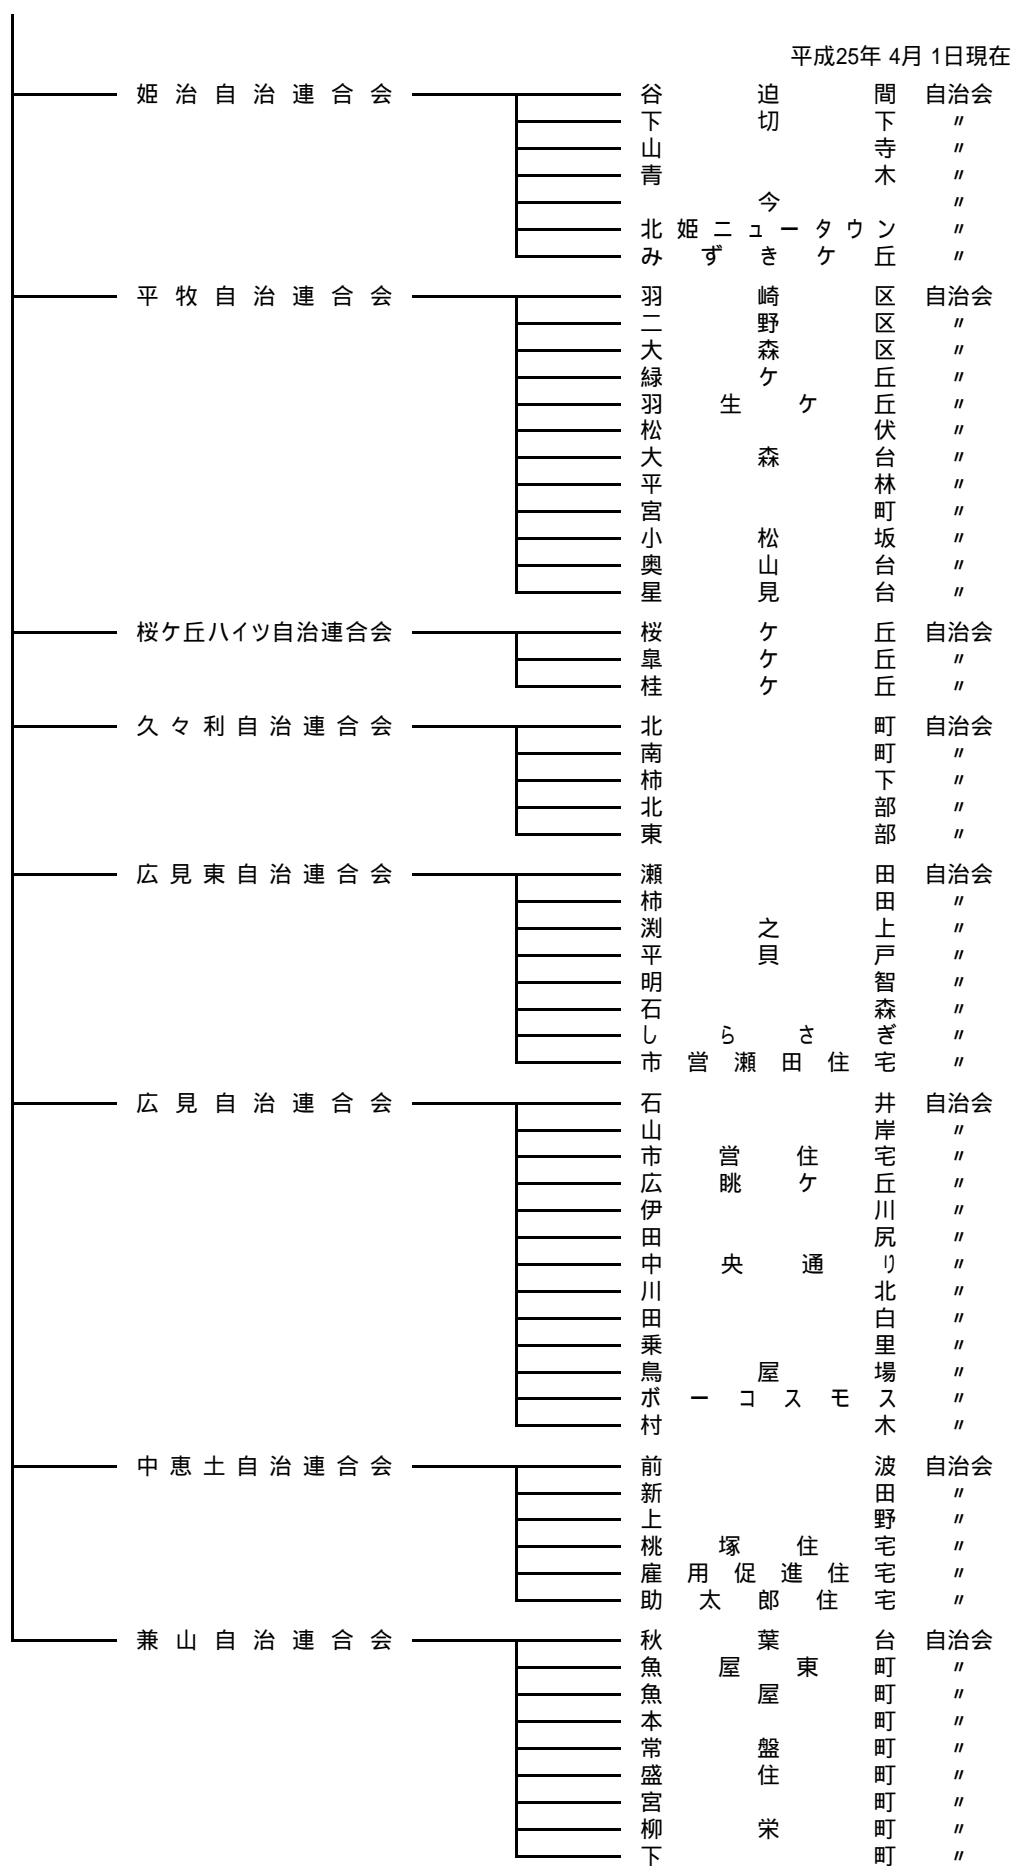 平成25年 4月 1日現在
姫治自治連合会 谷迫間 自治会
下切下 〃
山寺 〃
青木 〃
今 〃
北姫ニュータウン 〃
みずきケ丘 〃
平牧自治連合会 羽崎区 自治会
二野区 〃
大森区 〃
緑ケ丘 〃
羽生ケ丘 〃
松伏 〃
大森台 〃
平林 〃
宮町 〃
小松坂 〃
奥山台 〃
星見台 〃
桜ケ丘ハイツ自治連合会 桜ケ丘 自治会
皐ケ丘 〃
桂ケ丘 〃
久々利自治連合会 北町 自治会
南町 〃
柿下 〃
北部 〃
東部 〃
広見東自治連合会 瀬田 自治会
柿田 〃
渕之上 〃
平貝戸 〃
明智 〃
石森 〃
しらさぎ 〃
市営瀬田住宅 〃
広見自治連合会 石井 自治会
山岸 〃
市営住宅 〃
広眺ケ丘 〃
伊川 〃
田尻 〃
中央通り 〃
川北 〃
田白 〃
乗里 〃
鳥屋場 〃
ボーコスモス 〃
村木 〃
中恵土自治連合会 前波 自治会
新田 〃
上野 〃
桃塚住宅 〃
雇用促進住宅 〃
助太郎住宅 〃
兼山自治連合会 秋葉台 自治会
魚屋東町 〃
魚屋町 〃
本町 〃
常盤町 〃
盛住町 〃
宮町 〃
柳栄町 〃
下町 〃